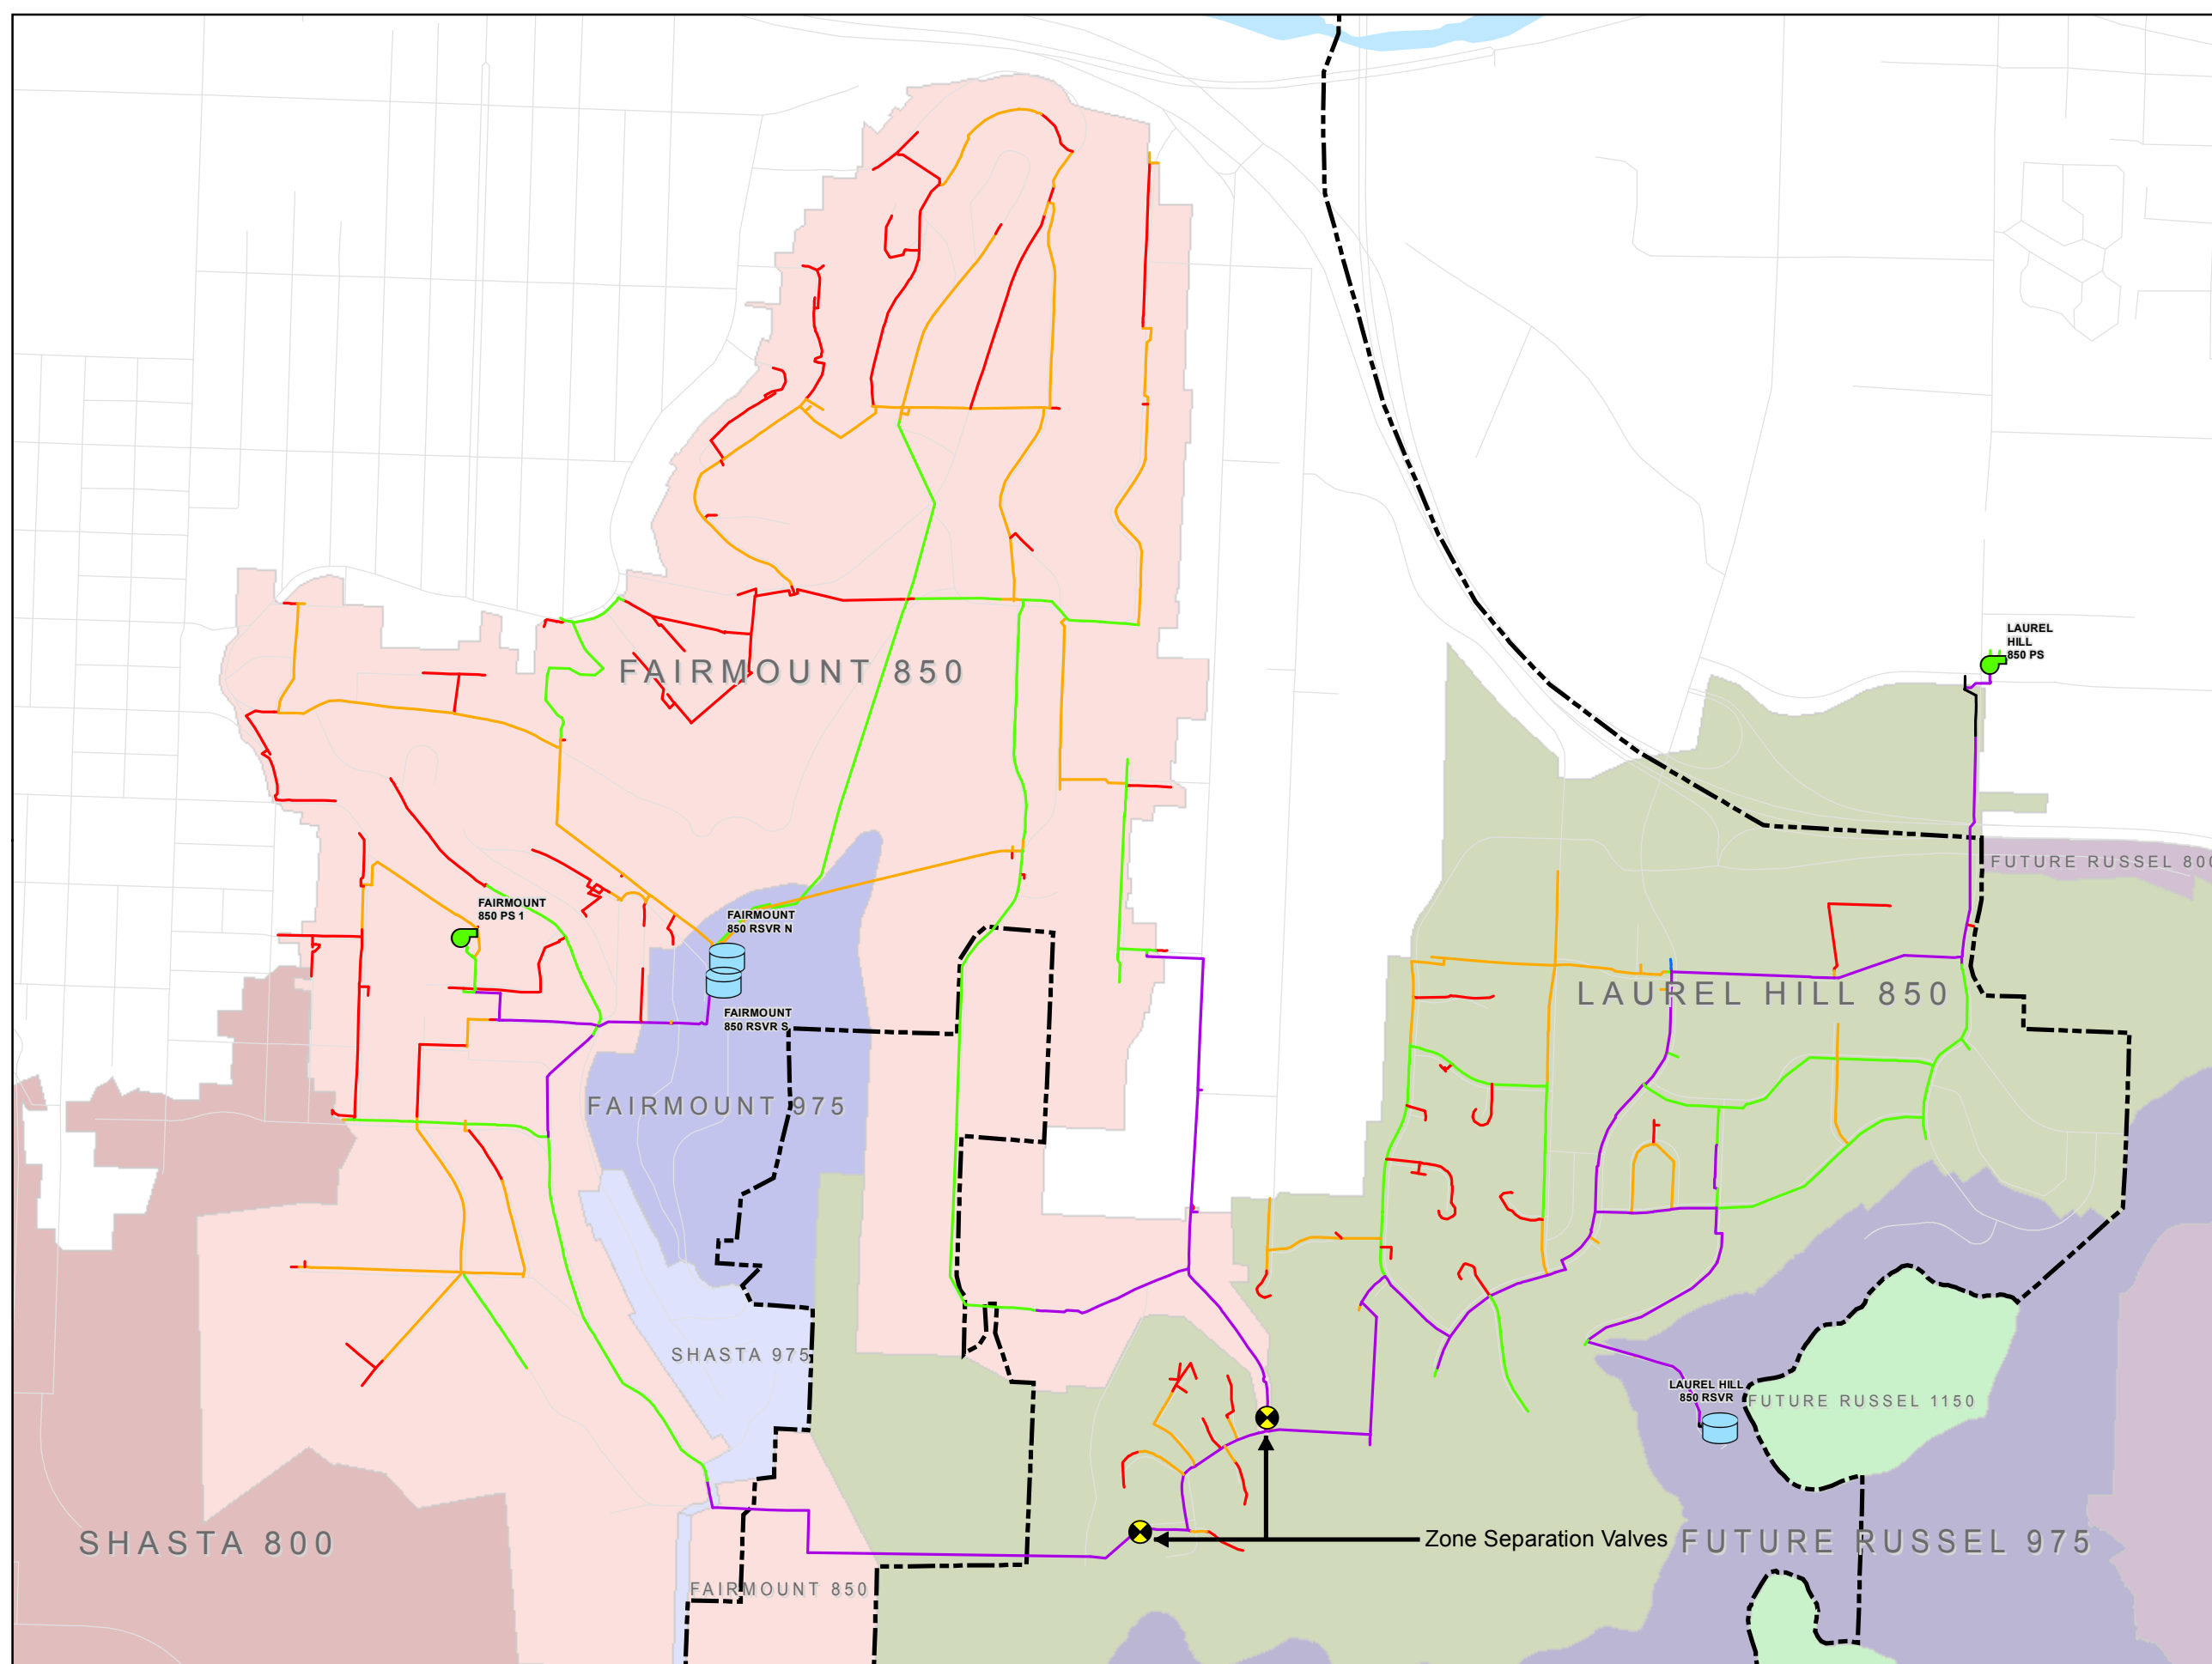 LAUREL
HILL
850 PS
FAIRMOUNT 850
FUTURE RUSSEL 800
FAIRMOUNT
850 PS 1
FAIRMOUNT
850 RSVR N
LAUREL HILL 850
FAIRMOUNT
850 RSVR S
FAIRMOUNT 975
SHASTA 975
LAUREL HILL
850 RSVR
FUTURE RUSSEL 1150
SHASTA 800
Zone Separation Valves
FUTURE RUSSEL 975
FAIRMOUNT 850